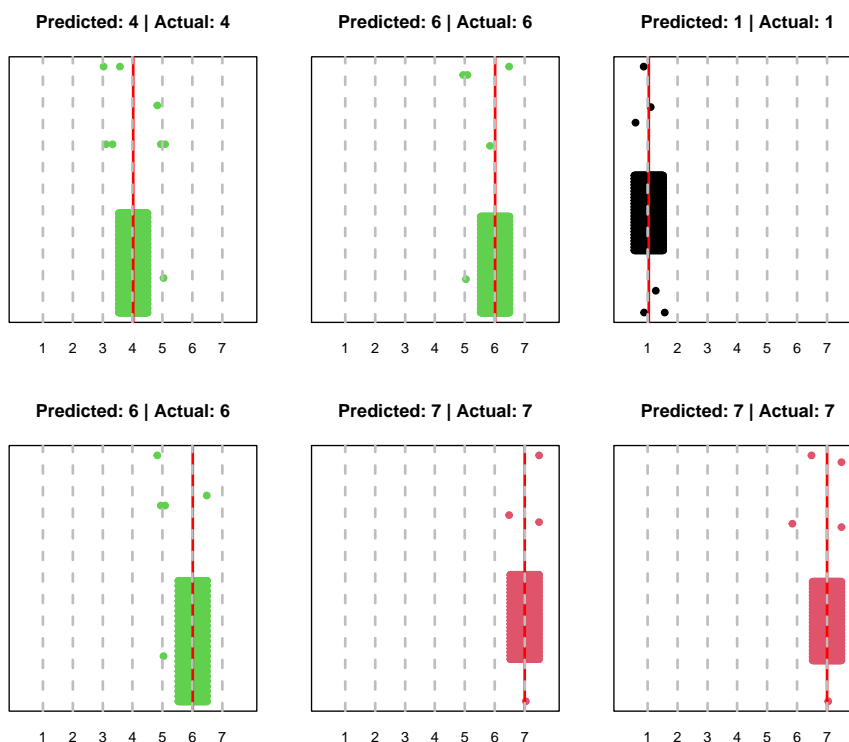 Predicted: 4 | Actual: 4
Predicted: 6 | Actual: 6
Predicted: 1 | Actual: 1
1 2 3 4 5 6 7
1 2 3 4 5 6 7
1 2 3 4 5 6 7
Predicted: 6 | Actual: 6
Predicted: 7 | Actual: 7
Predicted: 7 | Actual: 7
1 2 3 4 5 6 7
1 2 3 4 5 6 7
1 2 3 4 5 6 7